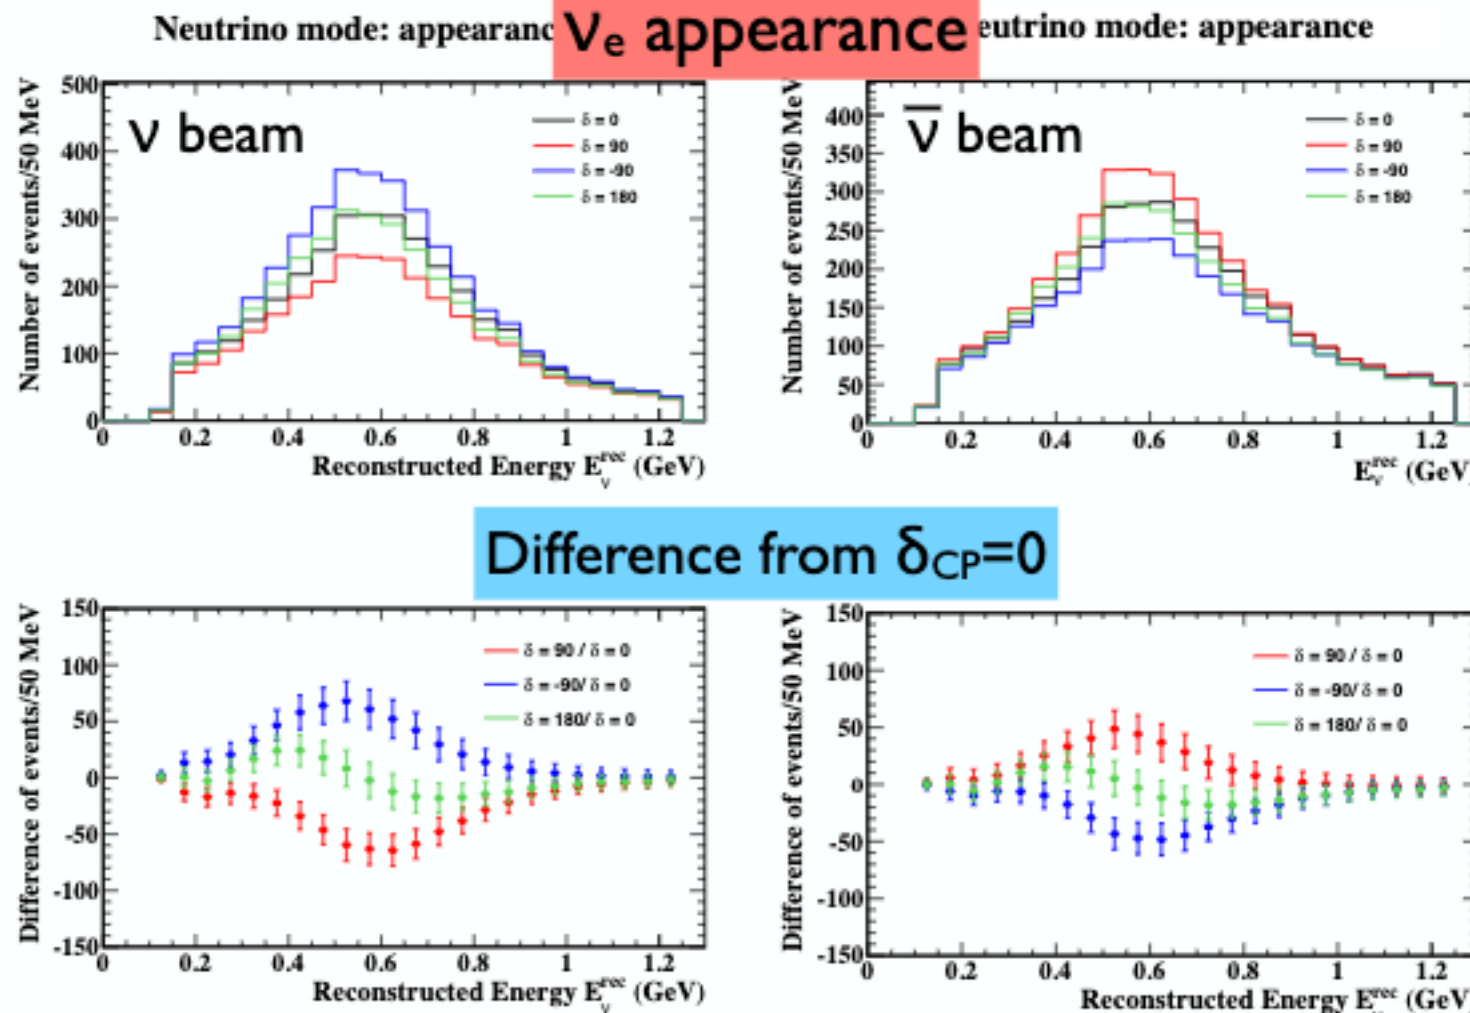 Neutrino mode: appearanc
νe appearance
eutrino mode: appearance
Number of events/50 MeV
500
400
300
200
100
0
ν beam
δ = 0
δ = 90
δ = -90
δ = 180
0 0.2 0.4 0.6 0.8 1 1.2
Reconstructed Energy Eν^rec (GeV)
Number of events/50 MeV
400
350
300
250
200
150
100
50
0
ν̅ beam
δ = 0
δ = 90
δ = -90
δ = 180
0 0.2 0.4 0.6 0.8 1 1.2
Eν^rec (GeV)
Difference from δCP=0
Difference of events/50 MeV
150
100
50
0
-50
-100
-150
δ = 90 / δ = 0
δ = -90/ δ = 0
δ = 180/ δ = 0
0 0.2 0.4 0.6 0.8 1 1.2
Reconstructed Energy Eν^rec (GeV)
Difference of events/50 MeV
150
100
50
0
-50
-100
-150
δ = 90 / δ = 0
δ = -90/ δ = 0
δ = 180/ δ = 0
0 0.2 0.4 0.6 0.8 1 1.2
Reconstructed Energy Eν^rec (GeV